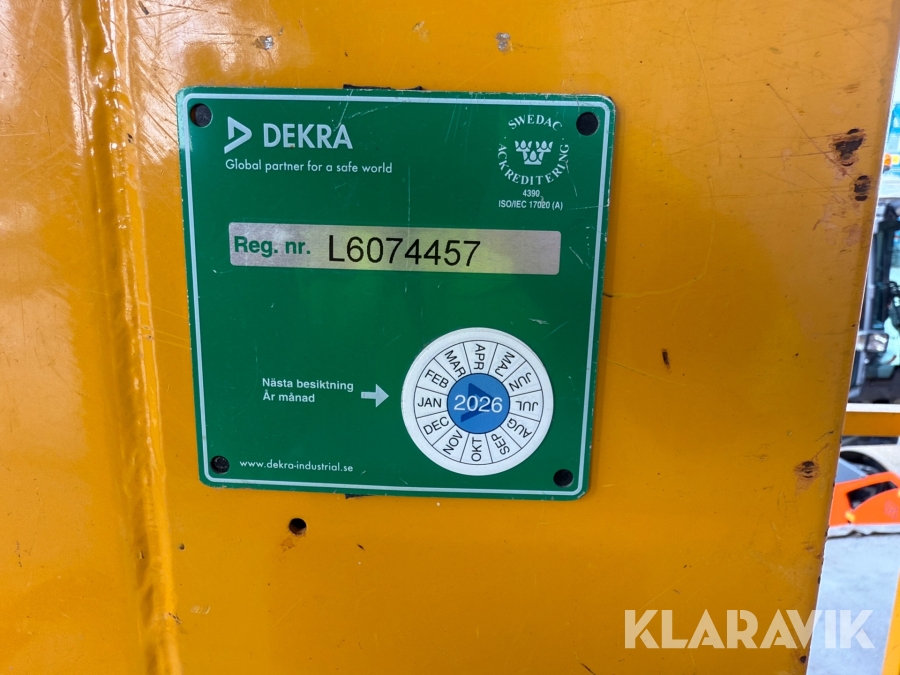 DEKRA
Global partner for a safe world
SWEDAC
ACKREDITERING
4390
ISO/IEC 17020 (A)
Reg. nr. L6074457
Nästa besiktning
År månad
JAN
FEB
MAR
APR
MAJ
JUN
JUL
AUG
SEP
OKT
NOV
DEC
2026
www.dekra-industrial.se
KLARAVIK